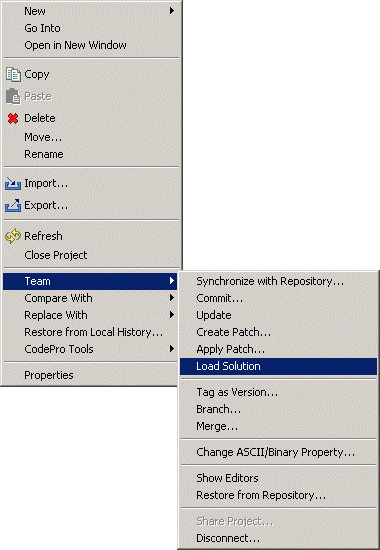 New
Go Into
Open in New Window
Copy
Paste
Delete
Move...
Rename
Import...
Export...
Refresh
Close Project
Team
Compare With
Replace With
Restore from Local History...
CodePro Tools
Properties
Synchronize with Repository...
Commit...
Update
Create Patch...
Apply Patch...
Load Solution
Tag as Version...
Branch...
Merge...
Change ASCII/Binary Property...
Show Editors
Restore from Repository...
Share Project...
Disconnect...